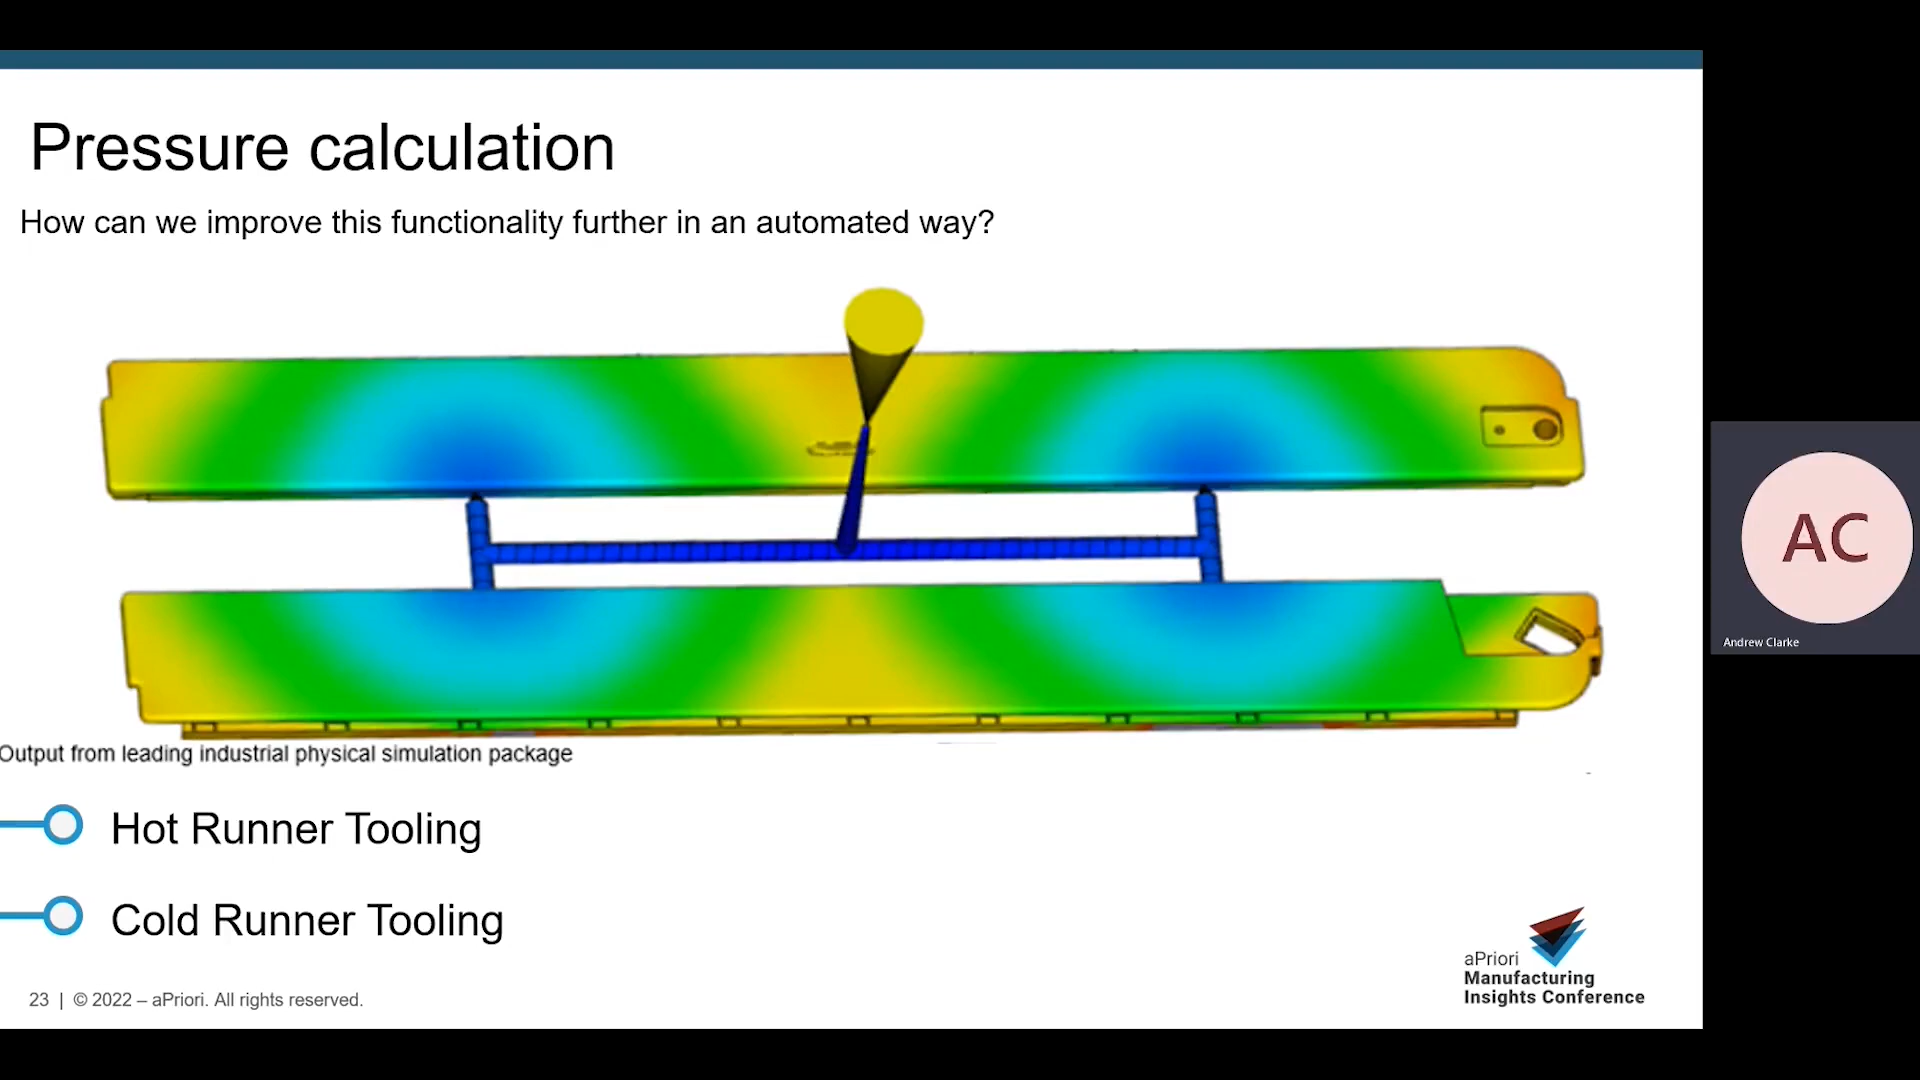 Pressure calculation
How can we improve this functionality further in an automated way?
Output from leading industrial physical simulation package
Hot Runner Tooling
Cold Runner Tooling
23 | © 2022 – aPriori. All rights reserved.
aPriori
Manufacturing
Insights Conference
AC
Andrew Clarke